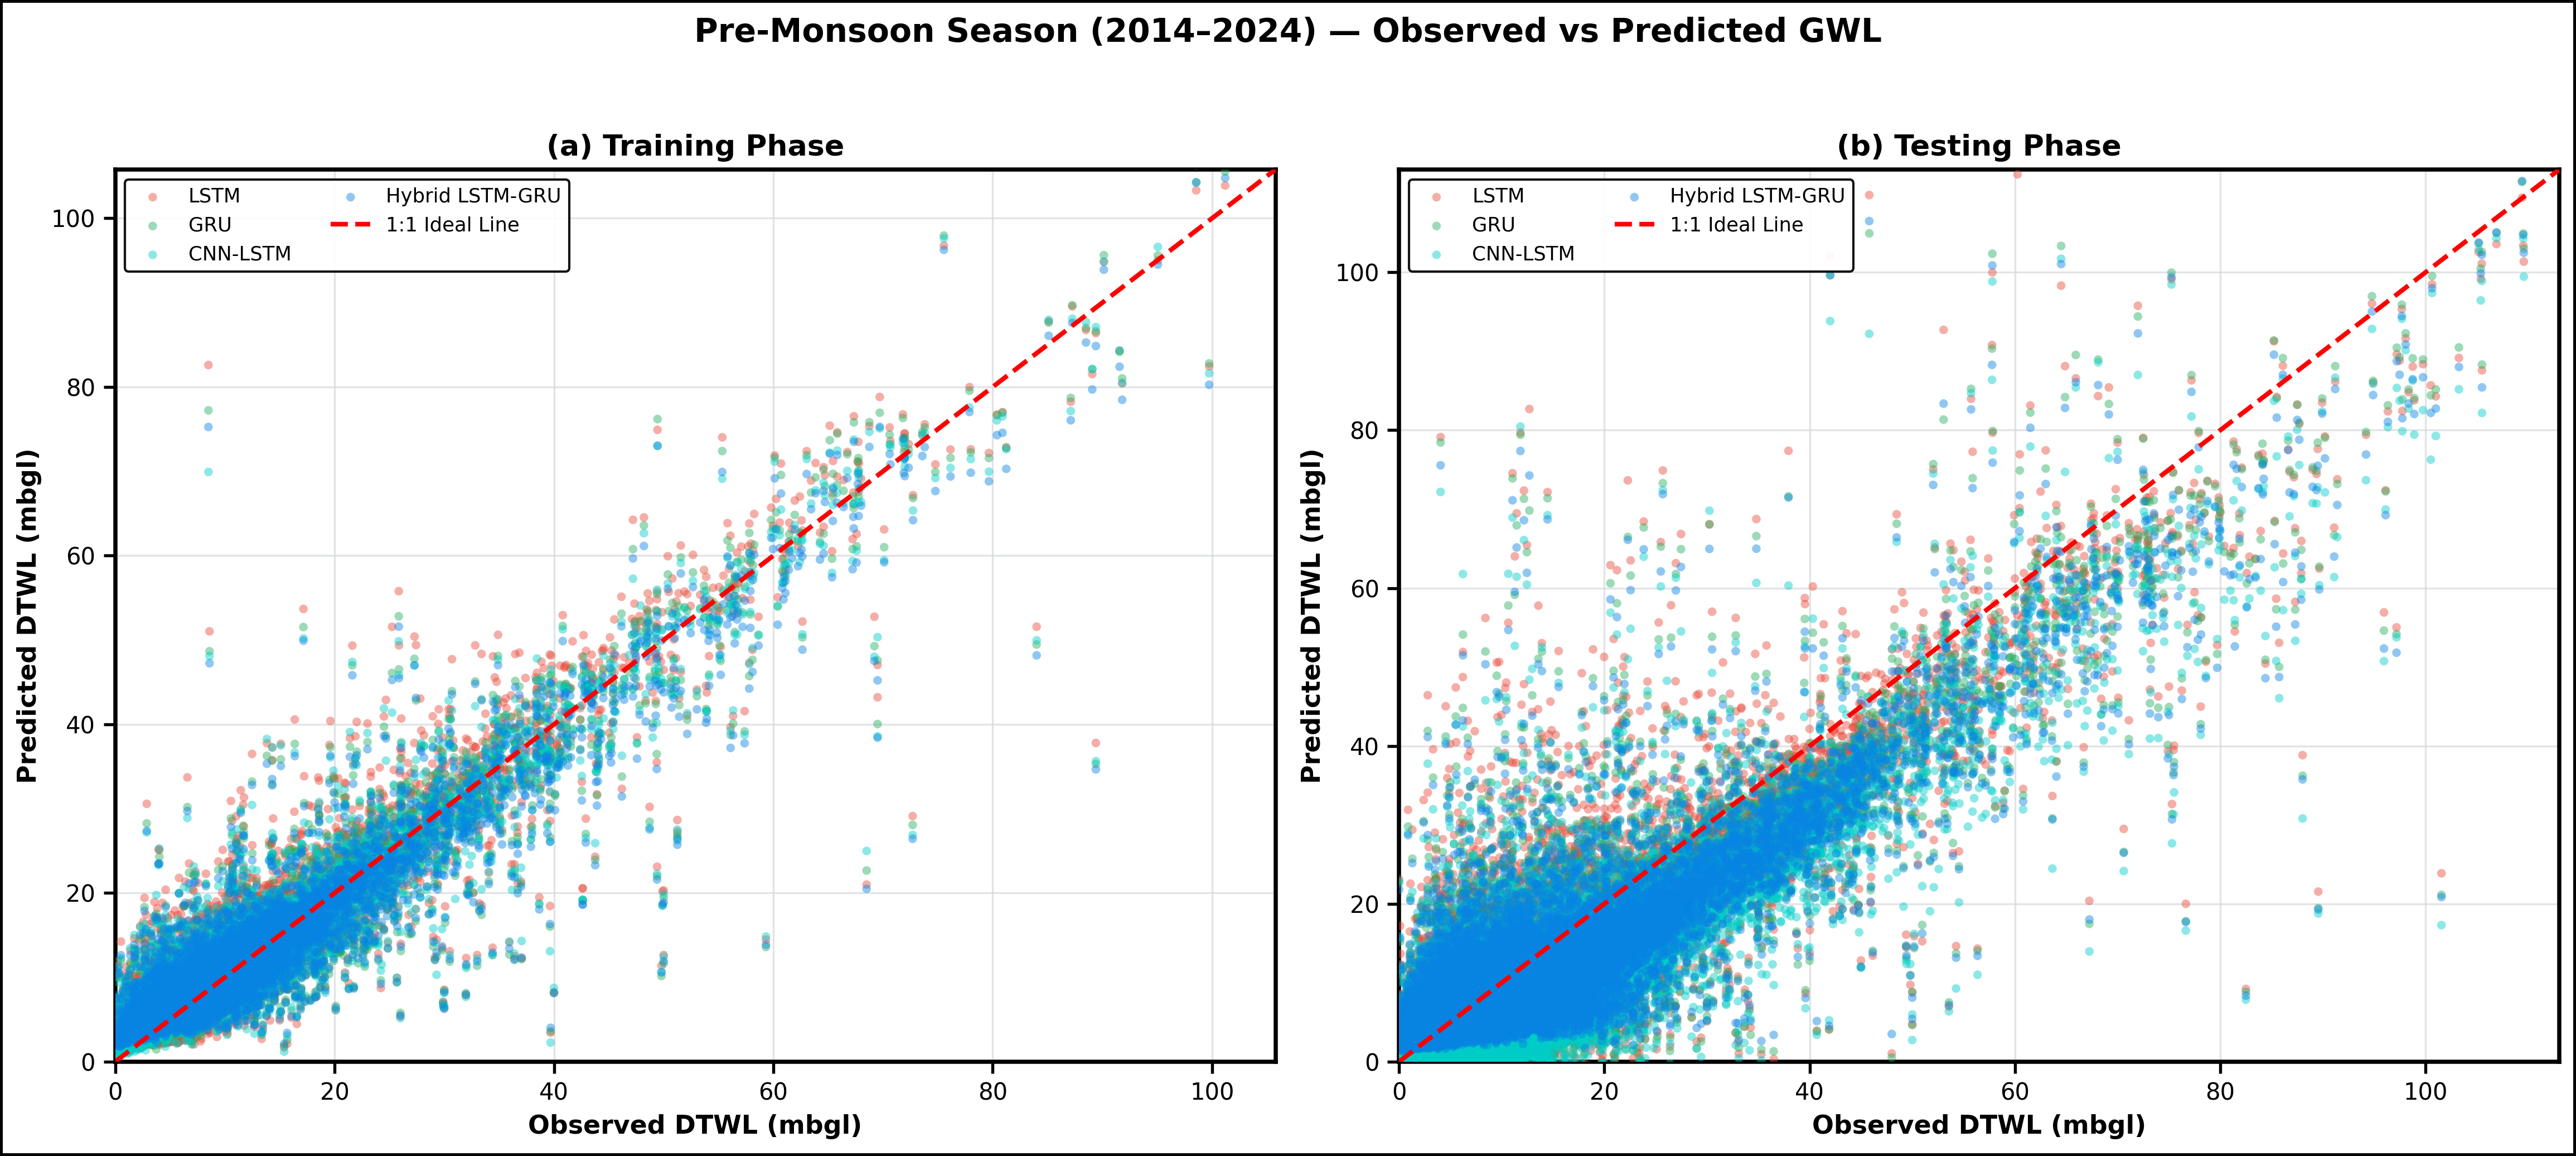 Pre-Monsoon Season (2014–2024) — Observed vs Predicted GWL
(a) Training Phase
LSTM
GRU
CNN-LSTM
Hybrid LSTM-GRU
1:1 Ideal Line
100
80
60
40
20
0
Predicted DTWL (mbgl)
0 20 40 60 80 100
Observed DTWL (mbgl)
(b) Testing Phase
LSTM
GRU
CNN-LSTM
Hybrid LSTM-GRU
1:1 Ideal Line
100
80
60
40
20
0
Predicted DTWL (mbgl)
0 20 40 60 80 100
Observed DTWL (mbgl)